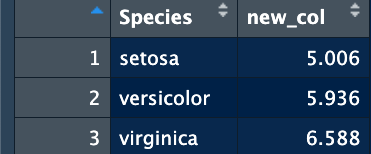 Species new_col
1 setosa 5.006
2 versicolor 5.936
3 virginica 6.588